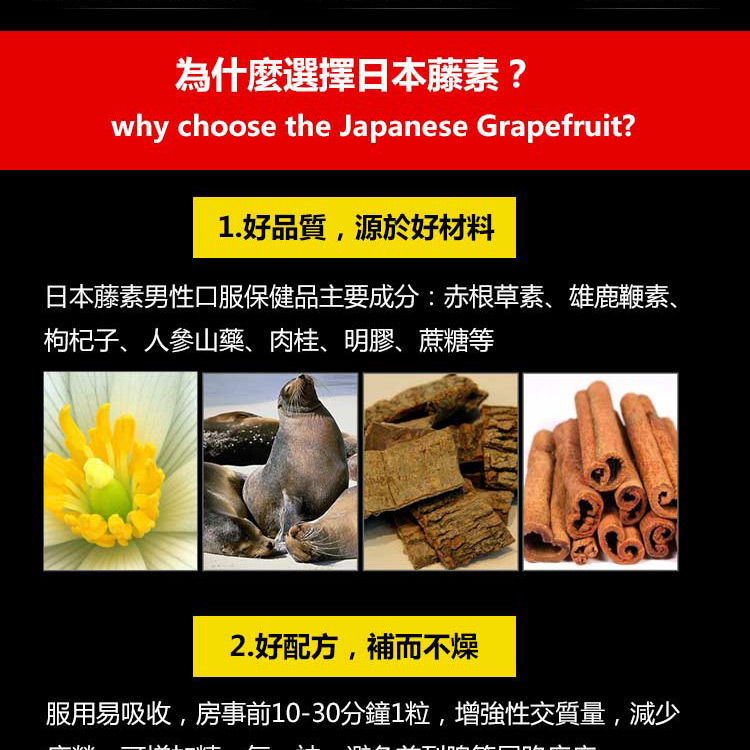 為什麼選擇日本藤素？
why choose the Japanese Grapefruit?
1.好品質，源於好材料
日本藤素男性口服保健品主要成分：赤根草素、雄鹿鞭素、
枸杞子、人參山藥、肉桂、明膠、蔗糖等
2.好配方，補而不燥
服用易吸收，房事前10-30分鐘1粒，增強性交質量，減少